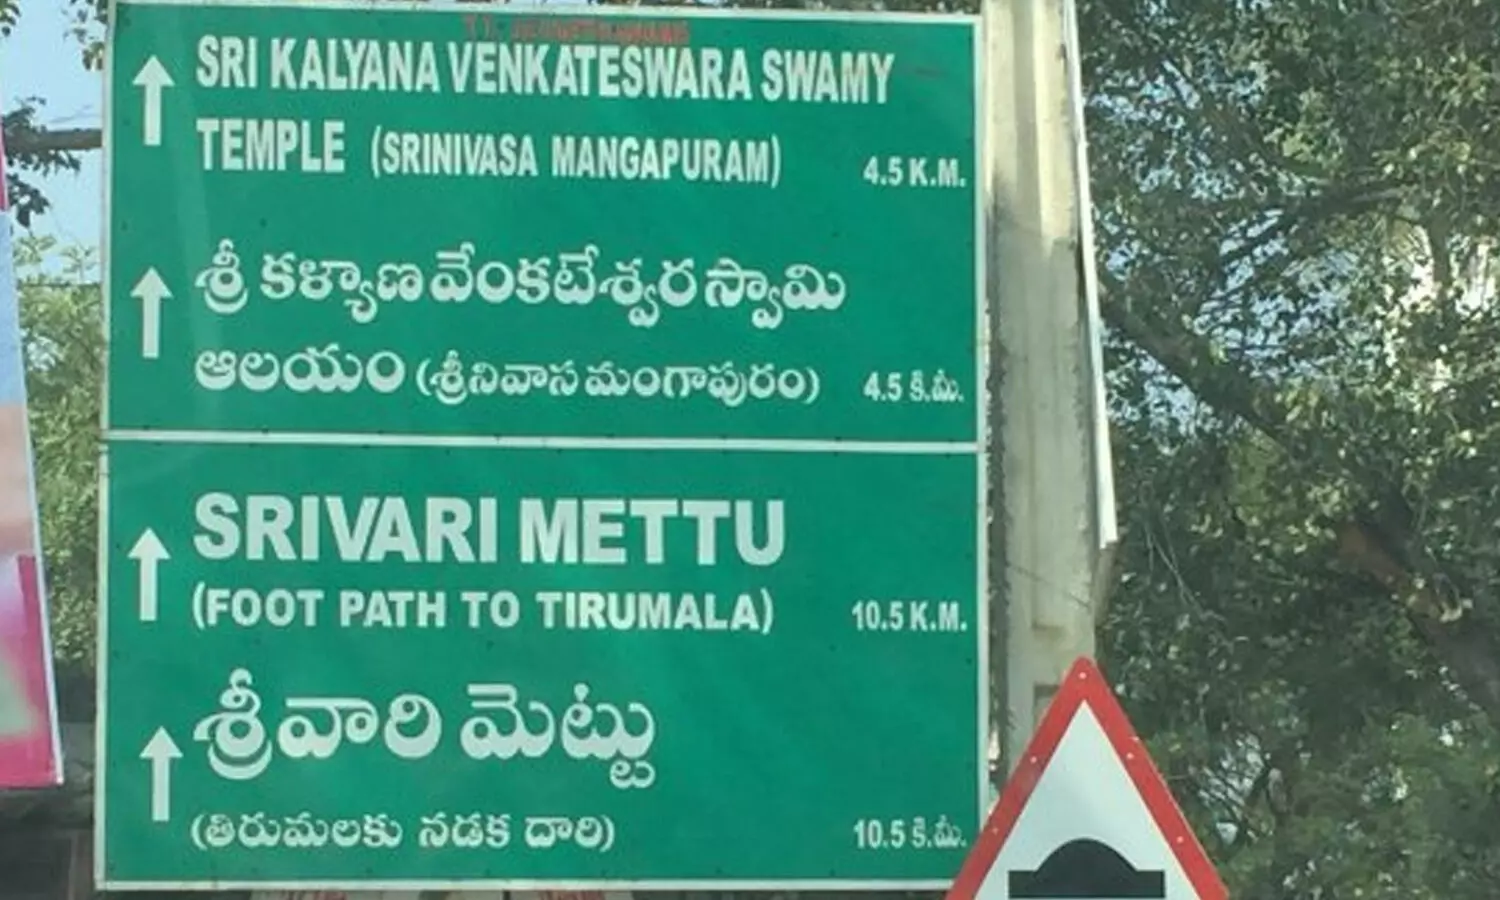 SRI KALYANA VENKATESWARA SWAMY
TEMPLE (SRINIVASA MANGAPURAM) 4.5 K.M.
శ్రీ కళ్యాణ వేంకటేశ్వర స్వామి
ఆలయం (శ్రీనివాస మంగాపురం) 4.5 కి.మీ.
SRIVARI METTU
(FOOT PATH TO TIRUMALA) 10.5 K.M.
శ్రీవారి మెట్టు
(తిరుమలకు నడక దారి) 10.5 కి.మీ.